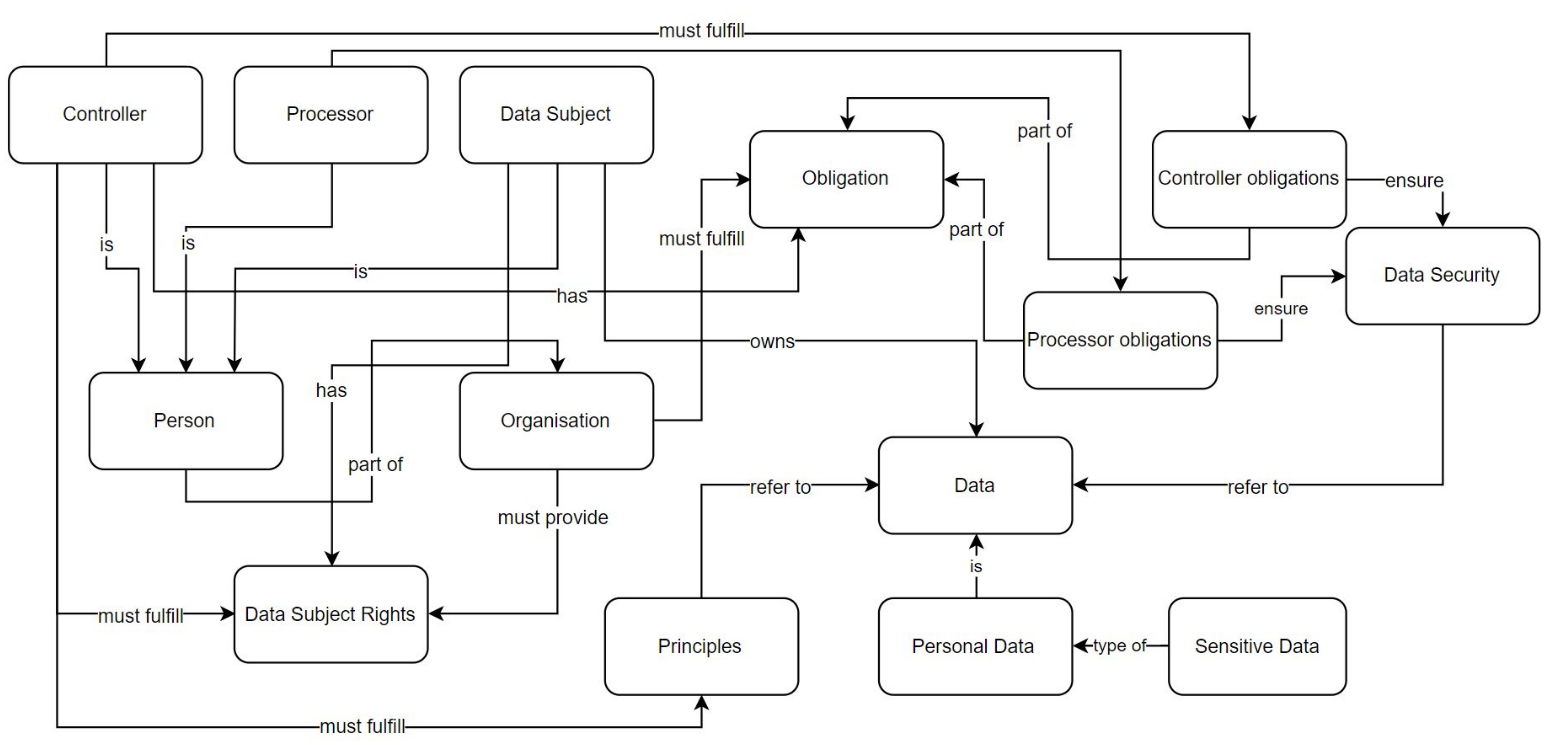 must fulfill
Controller
Processor
Data Subject
part of
Obligation
Controller obligations
ensure
must fulfill
part of
is
is
is
has
Data Security
ensure
owns
Processor obligations
has
Person
Organisation
part of
refer to
Data
refer to
must provide
is
must fulfill
Data Subject Rights
Principles
Personal Data
type of
Sensitive Data
must fulfill